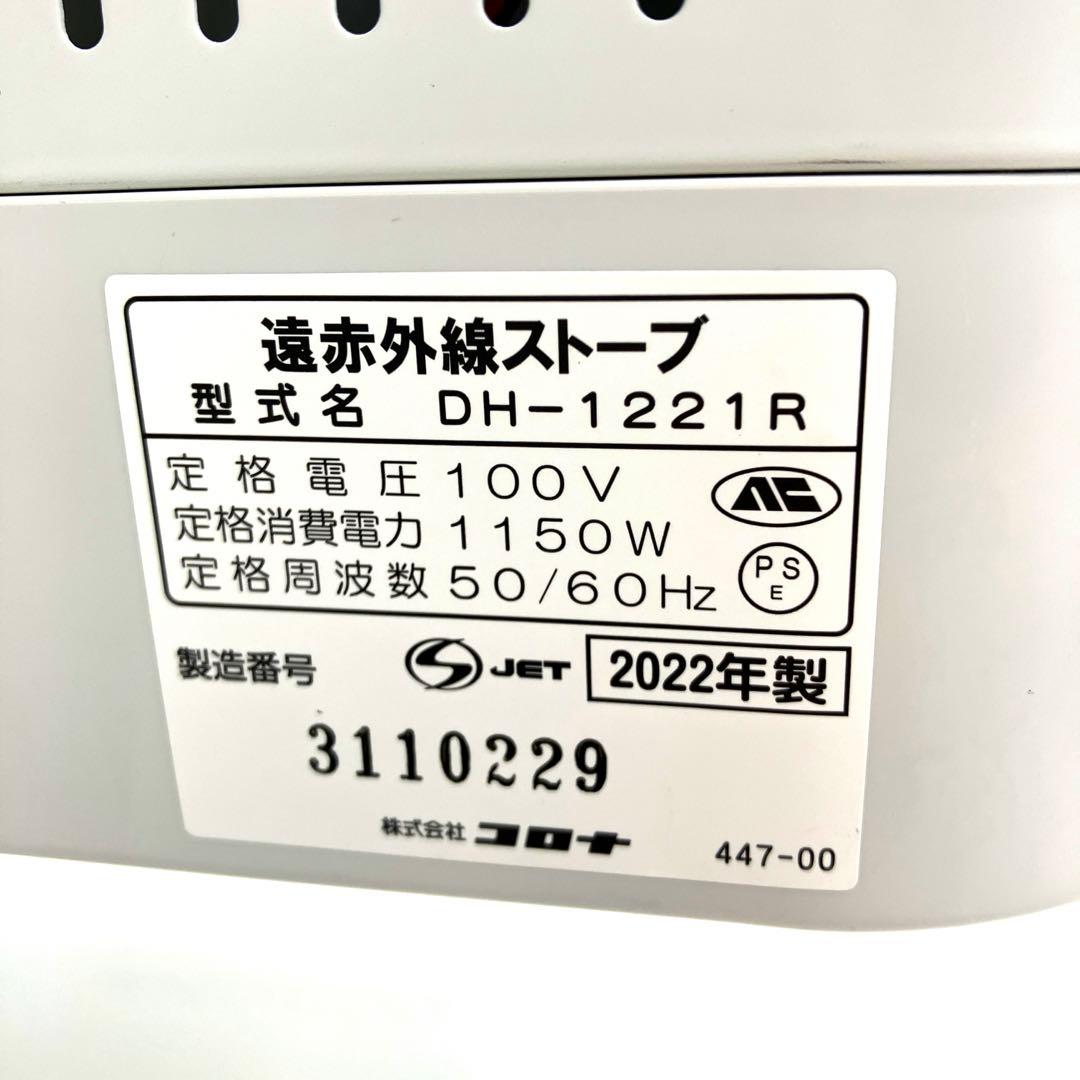 遠赤外線ストーブ
型式名 DH-1221R
定格電圧 100V
定格消費電力 1150W
定格周波数 50/60Hz
PS
E
製造番号 S JET 2022年製
3110229
株式会社 コロナ 447-00